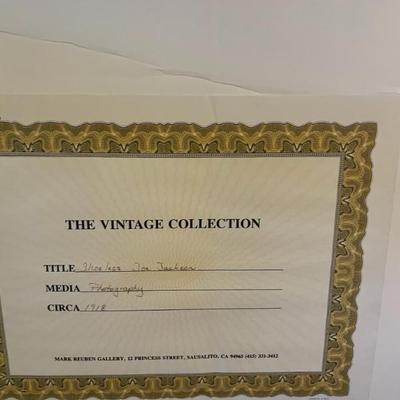 THE VINTAGE COLLECTION
TITLE Shoeless Joe Jackson
MEDIA Photography
CIRCA 1918
MARK REUBEN GALLERY, 12 PRINCESS STREET, SAUSALITO, CA 94965 (415) 331-3412